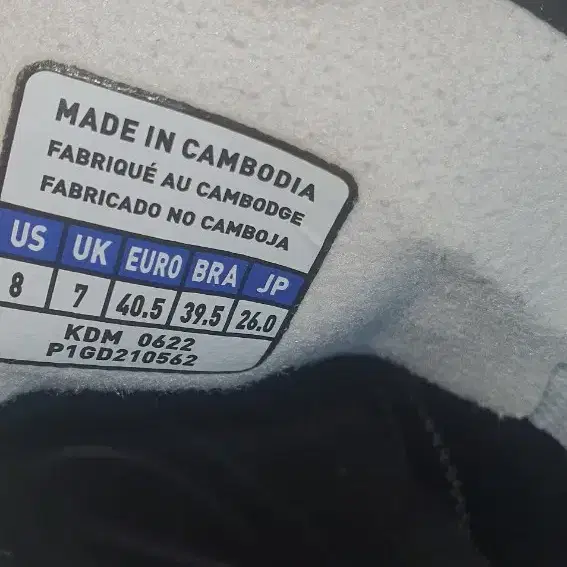 MADE IN CAMBODIA
FABRIQUÉ AU CAMBODGE
FABRICADO NO CAMBOJA
US UK EURO BRA JP
8 7 40.5 39.5 26.0
KDM 0622
P1GD210562